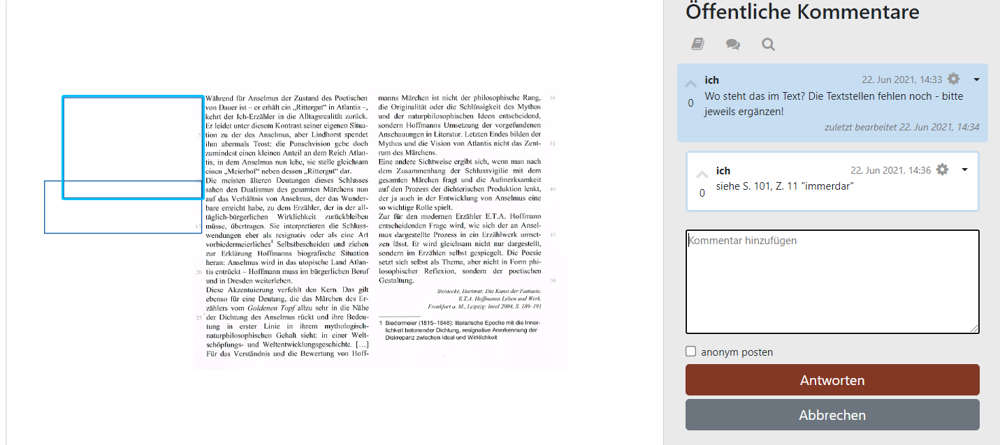 Während für Anselmus der Zustand des Poetischen
von Dauer ist – er erhält ein „Rittergut“ in Atlantis –,
kehrt der Ich-Erzähler in die Alltagsrealität zurück.
Er leidet unter diesem Kontrast seiner eigenen Situa-
5 tion zu der des Anselmus, aber Lindhorst spendet
ihm abermals Trost: die Punschvision gebe doch
zumindest einen kleinen Anteil an dem Reich Atlan-
tis, in dem Anselmus nun lebe, sie stelle gleichsam
einen „Meierhof“ neben dessen „Rittergut“ dar.
10 Die meisten älteren Deutungen dieses Schlusses
sahen den Dualismus des gesamten Märchens nun
auf das Verhältnis von Anselmus, der das Wunder-
bare erreicht habe, zu dem Erzähler, der in der all-
täglich-bürgerlichen Wirklichkeit zurückbleiben
15 müsse, übertragen. Sie interpretieren die Schluss-
wendungen eher als resignativ oder als eine Art
vorbiedermeierliches¹ Selbstbescheiden und ziehen
zur Erklärung Hoffmanns biografische Situation
heran: Anselmus wird in das utopische Land Atlan-
20 tis entrückt – Hoffmann muss im bürgerlichen Beruf
und in Dresden weiterleben.
Diese Akzentuierung verfehlt den Kern. Das gilt
ebenso für eine Deutung, die das Märchen des Er-
zählers vom Goldenen Topf allzu sehr in die Nähe
25 der Dichtung des Anselmus rückt und ihre Bedeu-
tung in erster Linie in ihrem mythologisch-
naturphilosophischen Gehalt sieht: in einer Welt-
schöpfungs- und Weltentwicklungsgeschichte. [...]
Für das Verständnis und die Bewertung von Hoff-
manns Märchen ist nicht der philosophische Rang, 30
die Originalität oder die Schlüssigkeit des Mythos
und der naturphilosophischen Ideen entscheidend,
sondern Hoffmanns Umsetzung der vorgefundenen
Anschauungen in Literatur. Letzten Endes bilden der
Mythos und die Vision von Atlantis nicht das Zent- 35
rum des Märchens.
Eine andere Sichtweise ergibt sich, wenn man nach
dem Zusammenhang der Schlussvigilie mit dem
gesamten Märchen fragt und die Aufmerksamkeit
auf den Prozess der dichterischen Produktion lenkt, 40
der ja auch in der Entwicklung von Anselmus eine
so wichtige Rolle spielt.
Zur für den modernen Erzähler E.T.A. Hoffmann
entscheidenden Frage wird, wie sich der an Ansel-
mus dargestellte Prozess in ein Erzählwerk umset- 45
zen lässt. Er wird gleichsam nicht nur dargestellt,
sondern im Erzählen selbst gespiegelt. Die Poesie
setzt sich selbst als Thema, aber nicht in Form phi-
losophischer Reflexion, sondern der poetischen
Gestaltung. 50
Steinecke, Hartmut: Die Kunst der Fantasie.
E.T.A. Hoffmanns Leben und Werk.
Frankfurt a. M., Leipzig: Insel 2004, S. 189–191
1 Biedermeier (1815–1848): literarische Epoche mit die Inner-
lichkeit betonender Dichtung, resignative Anerkennung der
Diskrepanz zwischen Ideal und Wirklichkeit
Öffentliche Kommentare
ich 22. Jun 2021, 14:33
0 Wo steht das im Text? Die Textstellen fehlen noch - bitte
jeweils ergänzen!
zuletzt bearbeitet 22. Jun 2021, 14:34
ich 22. Jun 2021, 14:36
0 siehe S. 101, Z. 11 "immerdar"
Kommentar hinzufügen
anonym posten
Antworten
Abbrechen